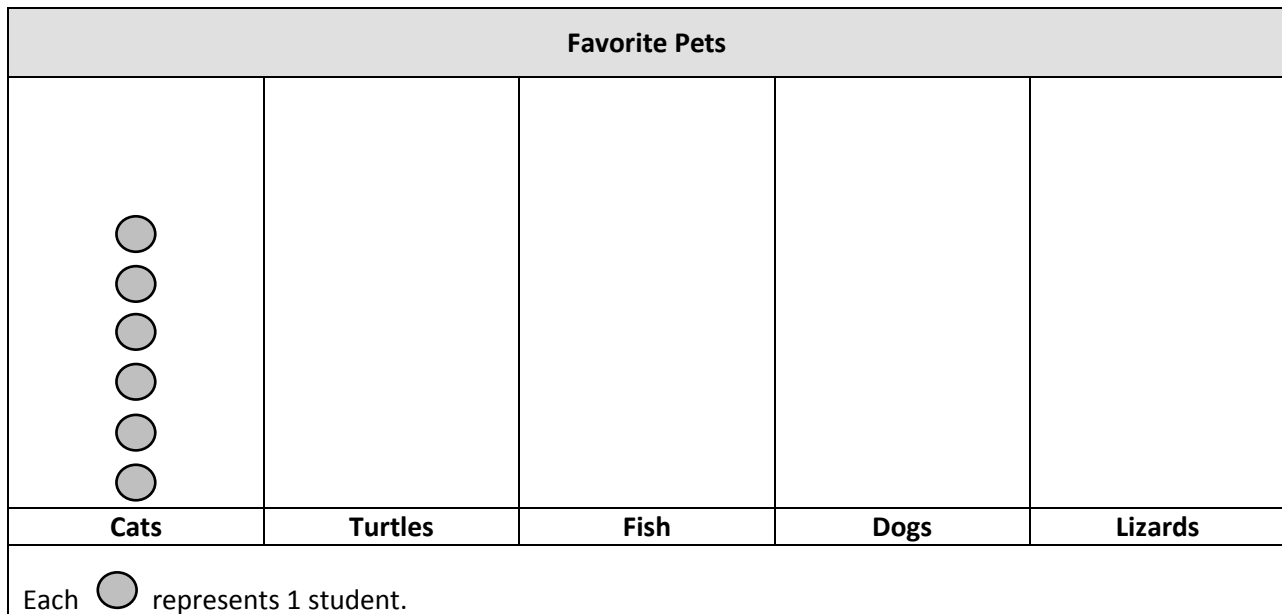 Favorite Pets
Cats Turtles Fish Dogs Lizards
Each represents 1 student.